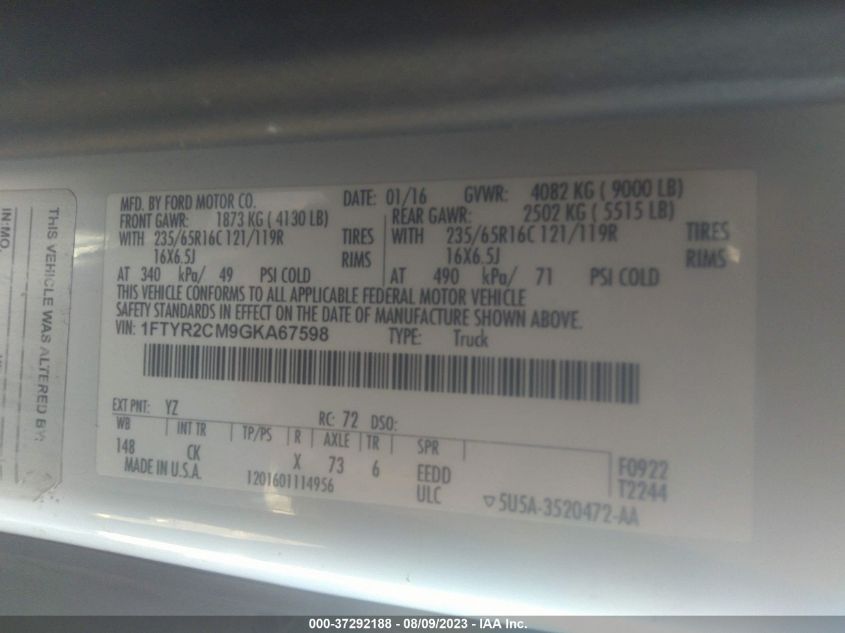 MFD. BY FORD MOTOR CO. DATE: 01/16 GVWR: 4082 KG ( 9000 LB)
FRONT GAWR: 1873 KG ( 4130 LB) REAR GAWR: 2502 KG ( 5515 LB)
WITH 235/65R16C 121/119R TIRES WITH 235/65R16C 121/119R TIRES
16X6.5J RIMS 16X6.5J RIMS
AT 340 kPa/ 49 PSI COLD AT 490 kPa/ 71 PSI COLD
THIS VEHICLE CONFORMS TO ALL APPLICABLE FEDERAL MOTOR VEHICLE
SAFETY STANDARDS IN EFFECT ON THE DATE OF MANUFACTURE SHOWN ABOVE.
VIN: 1FTYR2CM9GKA67598 TYPE: Truck
EXT PNT: YZ RC: 72 DSO:
WB INT TR TP/PS R AXLE TR SPR
148 CK X 73 6 EEDD F0922
MADE IN U.S.A. 1201601114956 ULC T2244
5U5A-3520472-AA
THIS VEHICLE WAS ALTERED BY:
IN: MO.
000-37292188 - 08/09/2023 - IAA Inc.